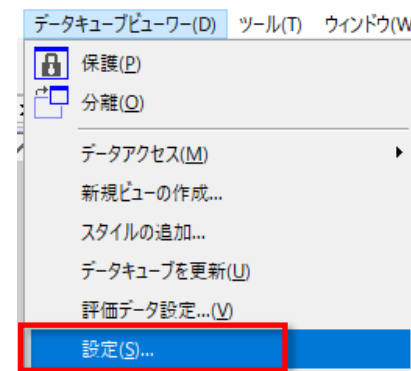 データキューブビューワー(D) ツール(T) ウィンドウ(W
保護(P)
分離(O)
データアクセス(M)
新規ビューの作成...
スタイルの追加...
データキューブを更新(U)
評価データ設定...(V)
設定(S)...